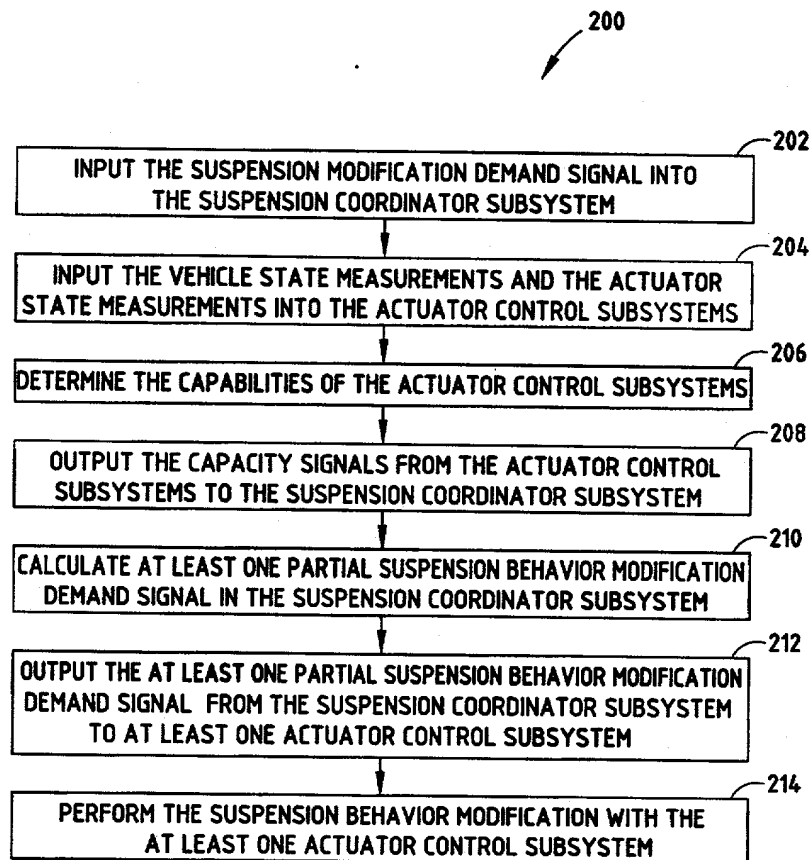 200
202
INPUT THE SUSPENSION MODIFICATION DEMAND SIGNAL INTO
THE SUSPENSION COORDINATOR SUBSYSTEM
204
INPUT THE VEHICLE STATE MEASUREMENTS AND THE ACTUATOR
STATE MEASUREMENTS INTO THE ACTUATOR CONTROL SUBSYSTEMS
206
DETERMINE THE CAPABILITIES OF THE ACTUATOR CONTROL SUBSYSTEMS
208
OUTPUT THE CAPACITY SIGNALS FROM THE ACTUATOR CONTROL
SUBSYSTEMS TO THE SUSPENSION COORDINATOR SUBSYSTEM
210
CALCULATE AT LEAST ONE PARTIAL SUSPENSION BEHAVIOR MODIFICATION
DEMAND SIGNAL IN THE SUSPENSION COORDINATOR SUBSYSTEM
212
OUTPUT THE AT LEAST ONE PARTIAL SUSPENSION BEHAVIOR MODIFICATION
DEMAND SIGNAL FROM THE SUSPENSION COORDINATOR SUBSYSTEM
TO AT LEAST ONE ACTUATOR CONTROL SUBSYSTEM
214
PERFORM THE SUSPENSION BEHAVIOR MODIFICATION WITH THE
AT LEAST ONE ACTUATOR CONTROL SUBSYSTEM